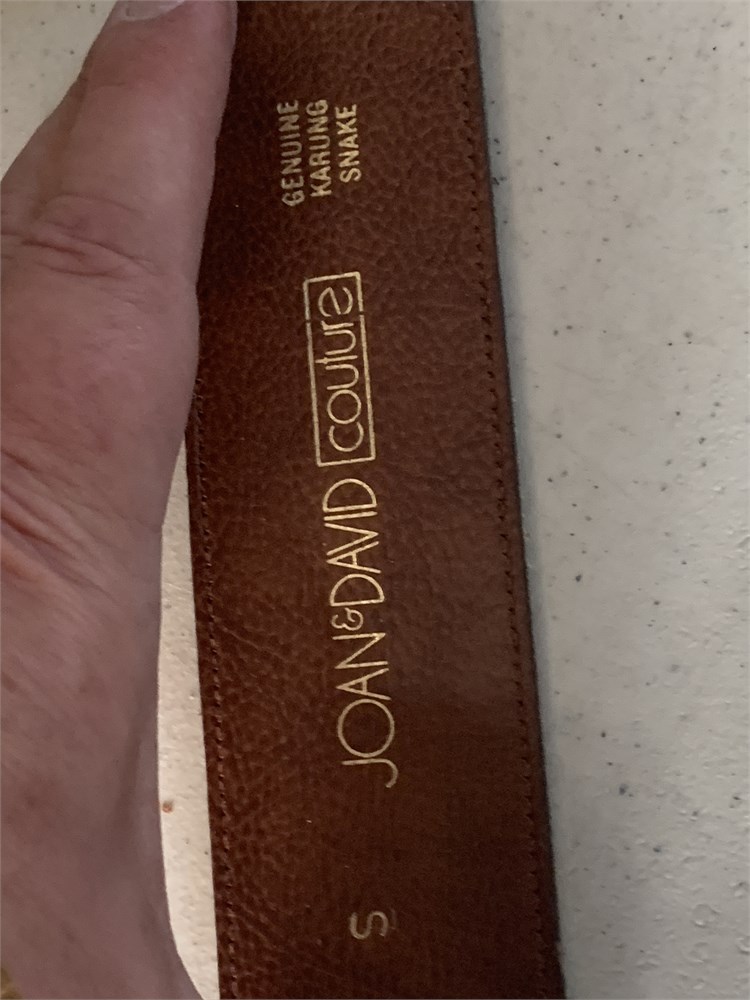 GENUINE
KARUNG
SNAKE
JOAN & DAVID couture
S